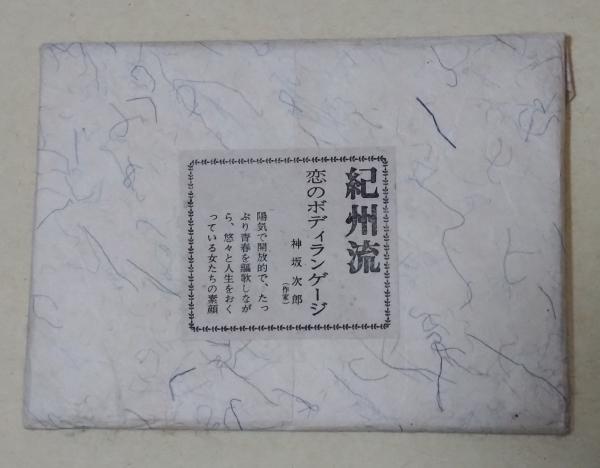 紀州流
恋のボディランゲージ
神坂次郎
(作家)
陽気で開放的で、たっ
ぷり青春を謳歌しなが
ら、悠々と人生をおく
っている女たちの素顔